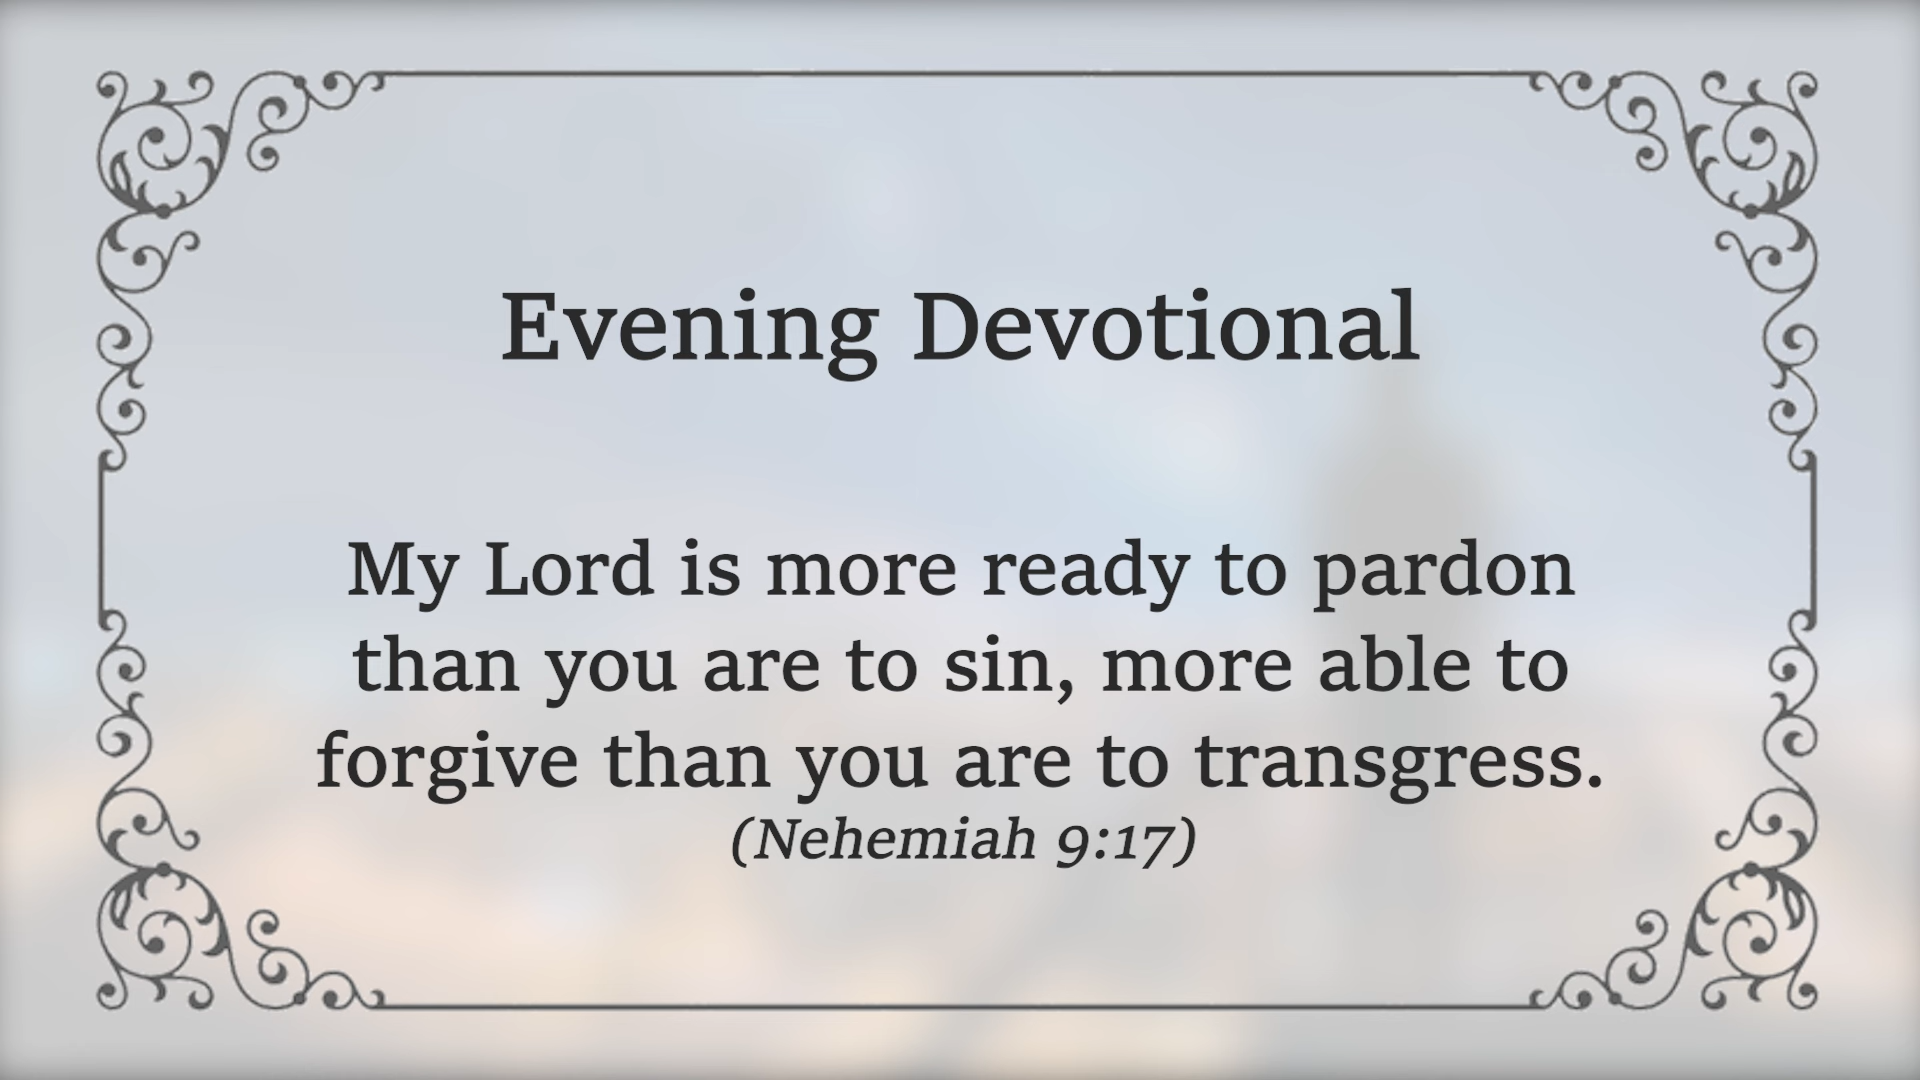 Evening Devotional
My Lord is more ready to pardon
than you are to sin, more able to
forgive than you are to transgress.
(Nehemiah 9:17)